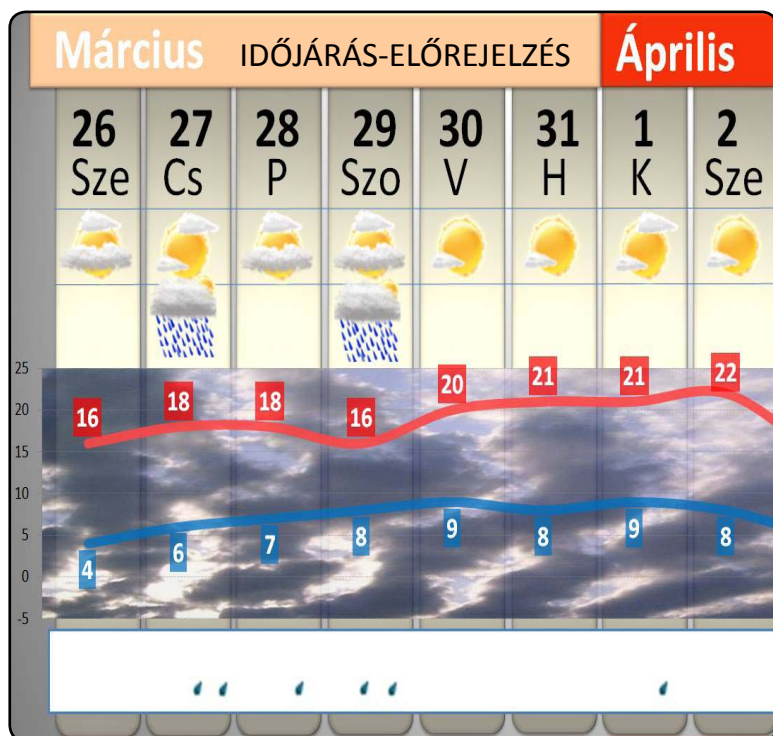 Március IDŐJÁRÁS-ELŐREJELZÉS Április
26 27 28 29 30 31 1 2
Sze Cs P Szo V H K Sze
25
20
15
10
5
0
-5
16 18 18 16 20 21 21 22
4 6 7 8 9 8 9 8